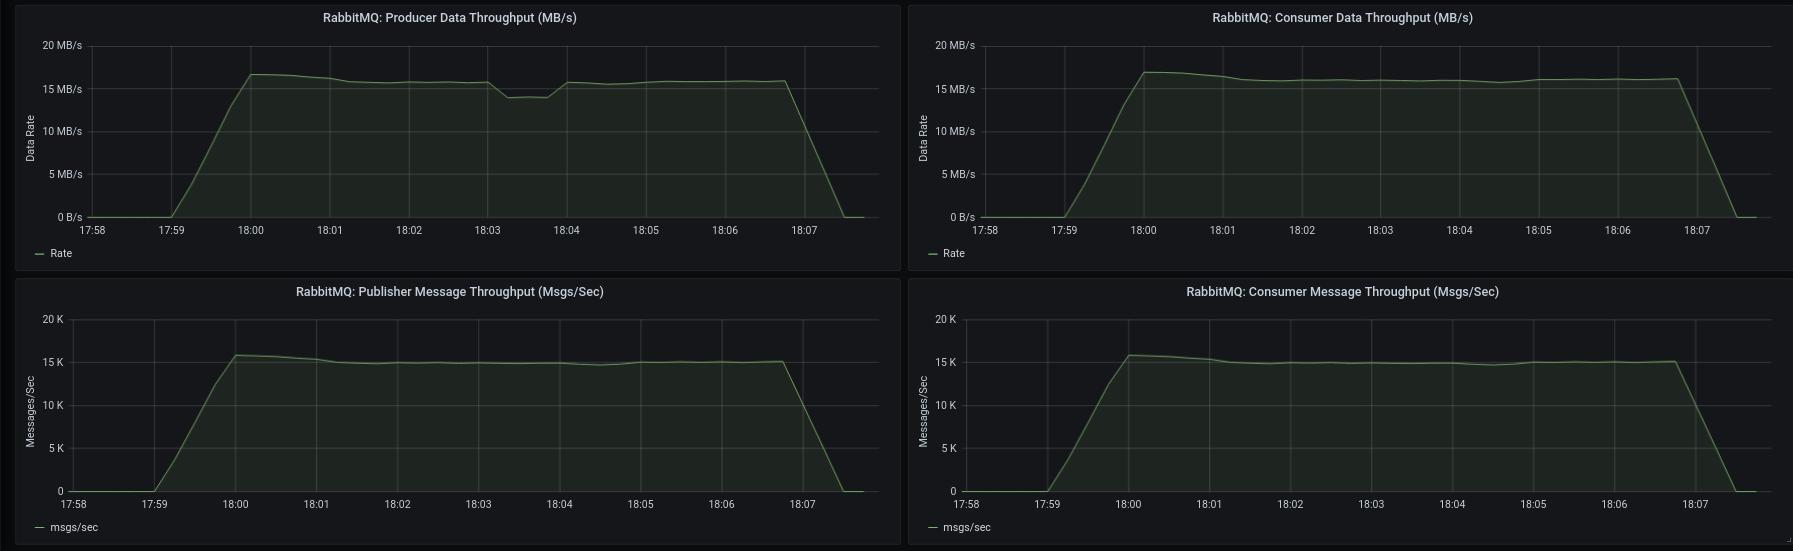 RabbitMQ: Producer Data Throughput (MB/s)
20 MB/s
15 MB/s
10 MB/s
5 MB/s
0 B/s
Data Rate
17:58 17:59 18:00 18:01 18:02 18:03 18:04 18:05 18:06 18:07
Rate
RabbitMQ: Consumer Data Throughput (MB/s)
20 MB/s
15 MB/s
10 MB/s
5 MB/s
0 B/s
Data Rate
17:58 17:59 18:00 18:01 18:02 18:03 18:04 18:05 18:06 18:07
Rate
RabbitMQ: Publisher Message Throughput (Msgs/Sec)
20 K
15 K
10 K
5 K
0
Messages/Sec
17:58 17:59 18:00 18:01 18:02 18:03 18:04 18:05 18:06 18:07
msgs/sec
RabbitMQ: Consumer Message Throughput (Msgs/Sec)
20 K
15 K
10 K
5 K
0
Messages/Sec
17:58 17:59 18:00 18:01 18:02 18:03 18:04 18:05 18:06 18:07
msgs/sec